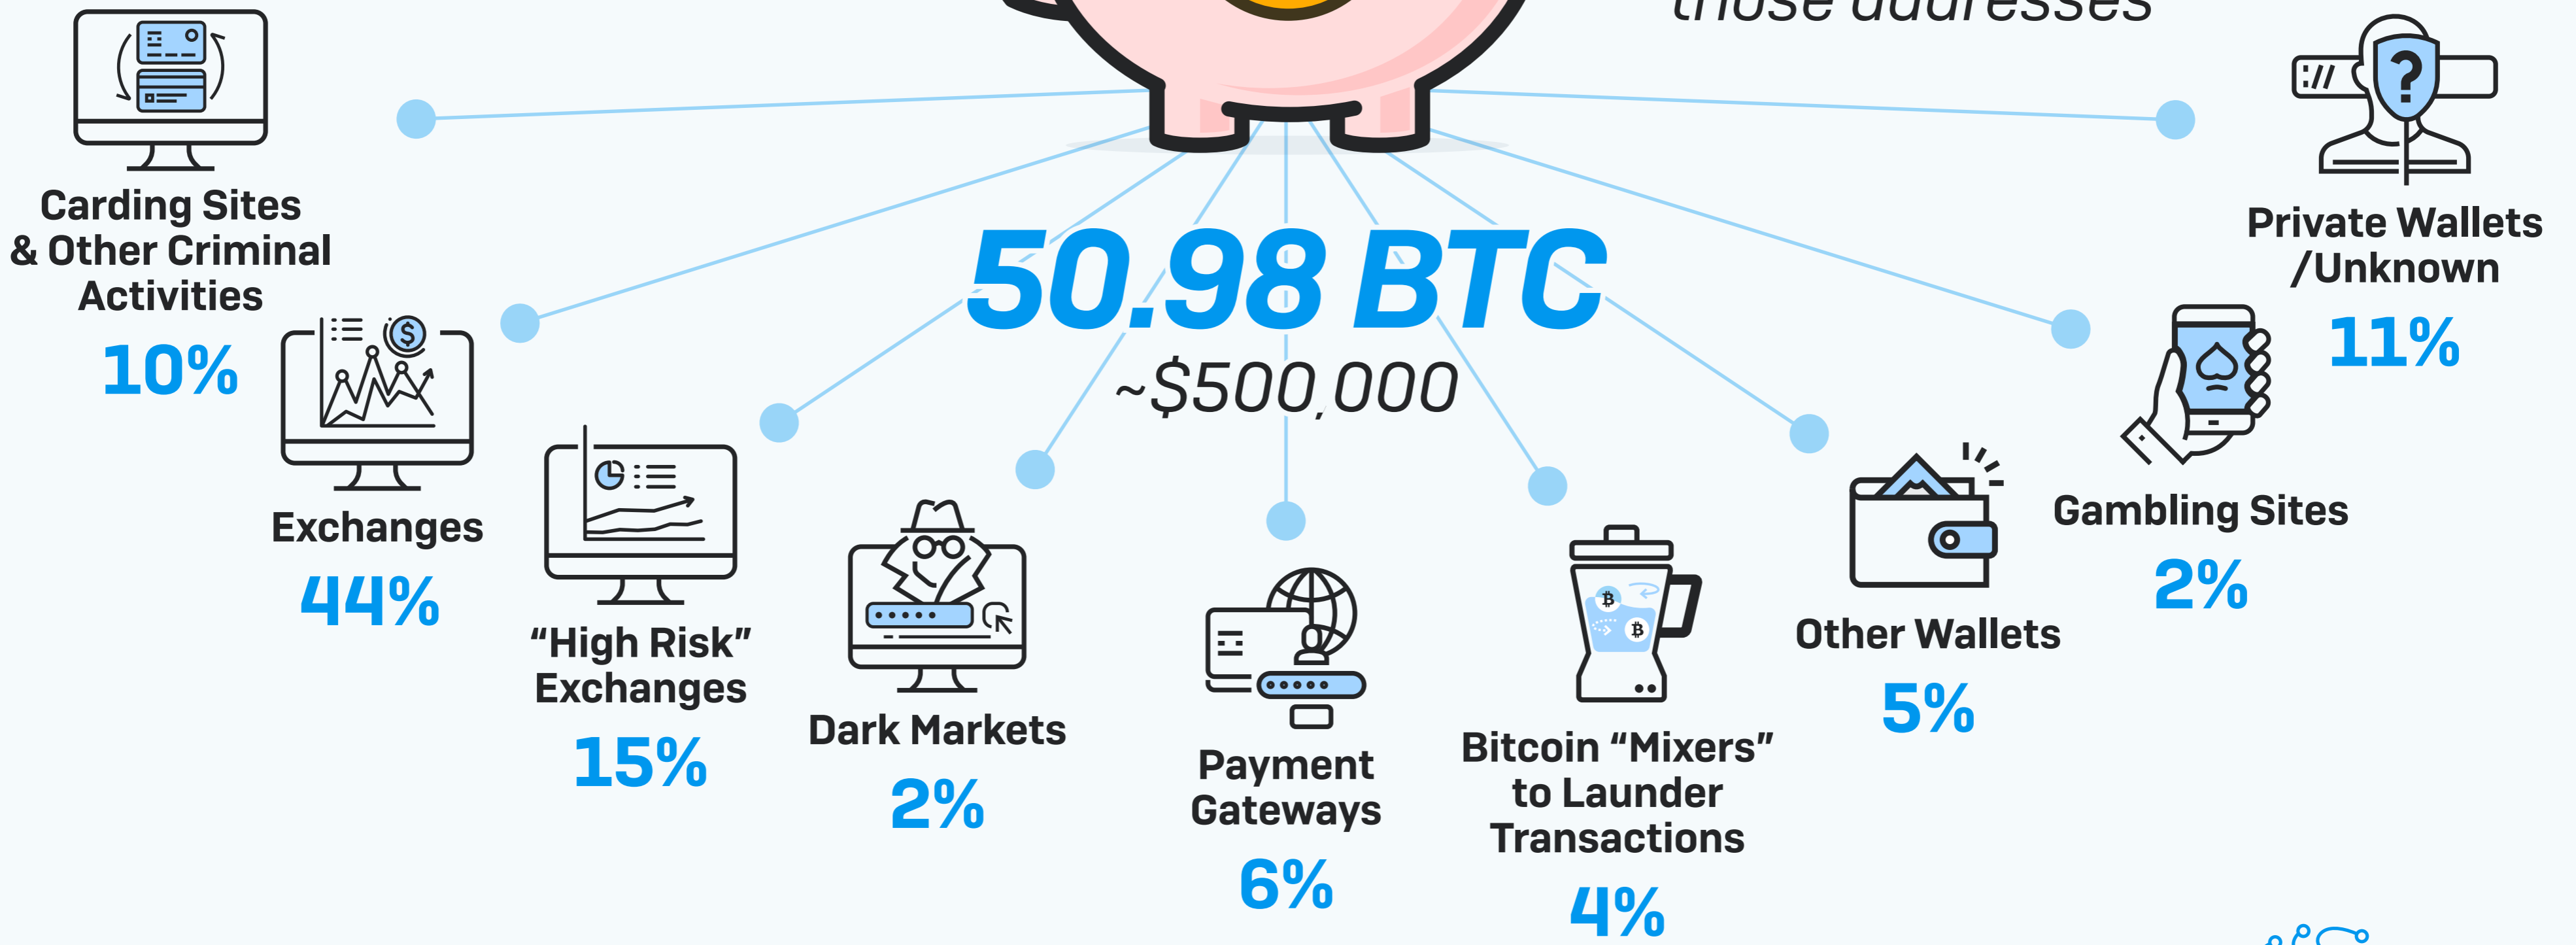 those addresses
50.98 BTC
~$500,000
Carding Sites
& Other Criminal
Activities
10%
Exchanges
44%
“High Risk”
Exchanges
15%
Dark Markets
2%
Payment
Gateways
6%
Bitcoin “Mixers”
to Launder
Transactions
4%
Other Wallets
5%
Gambling Sites
2%
Private Wallets
/Unknown
11%